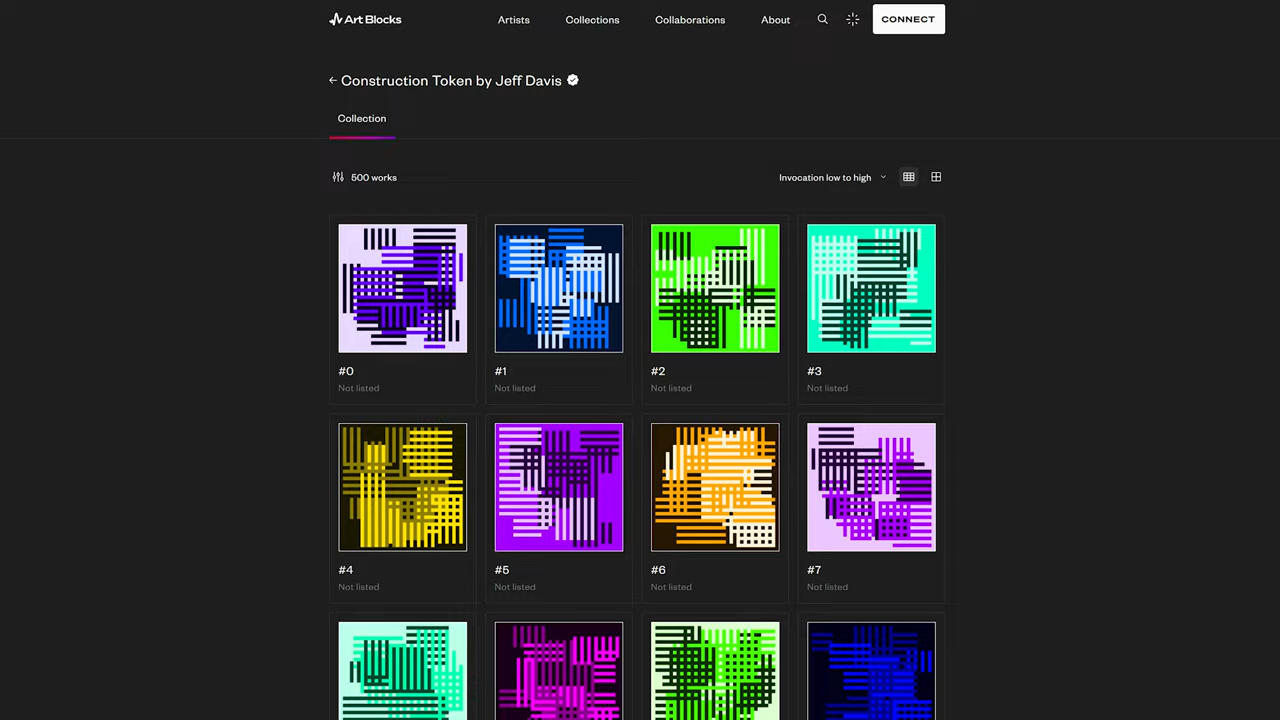 Art Blocks
Artists
Collections
Collaborations
About
CONNECT
Construction Token by Jeff Davis
Collection
500 works
Invocation low to high
#0
Not listed
#1
Not listed
#2
Not listed
#3
Not listed
#4
Not listed
#5
Not listed
#6
Not listed
#7
Not listed